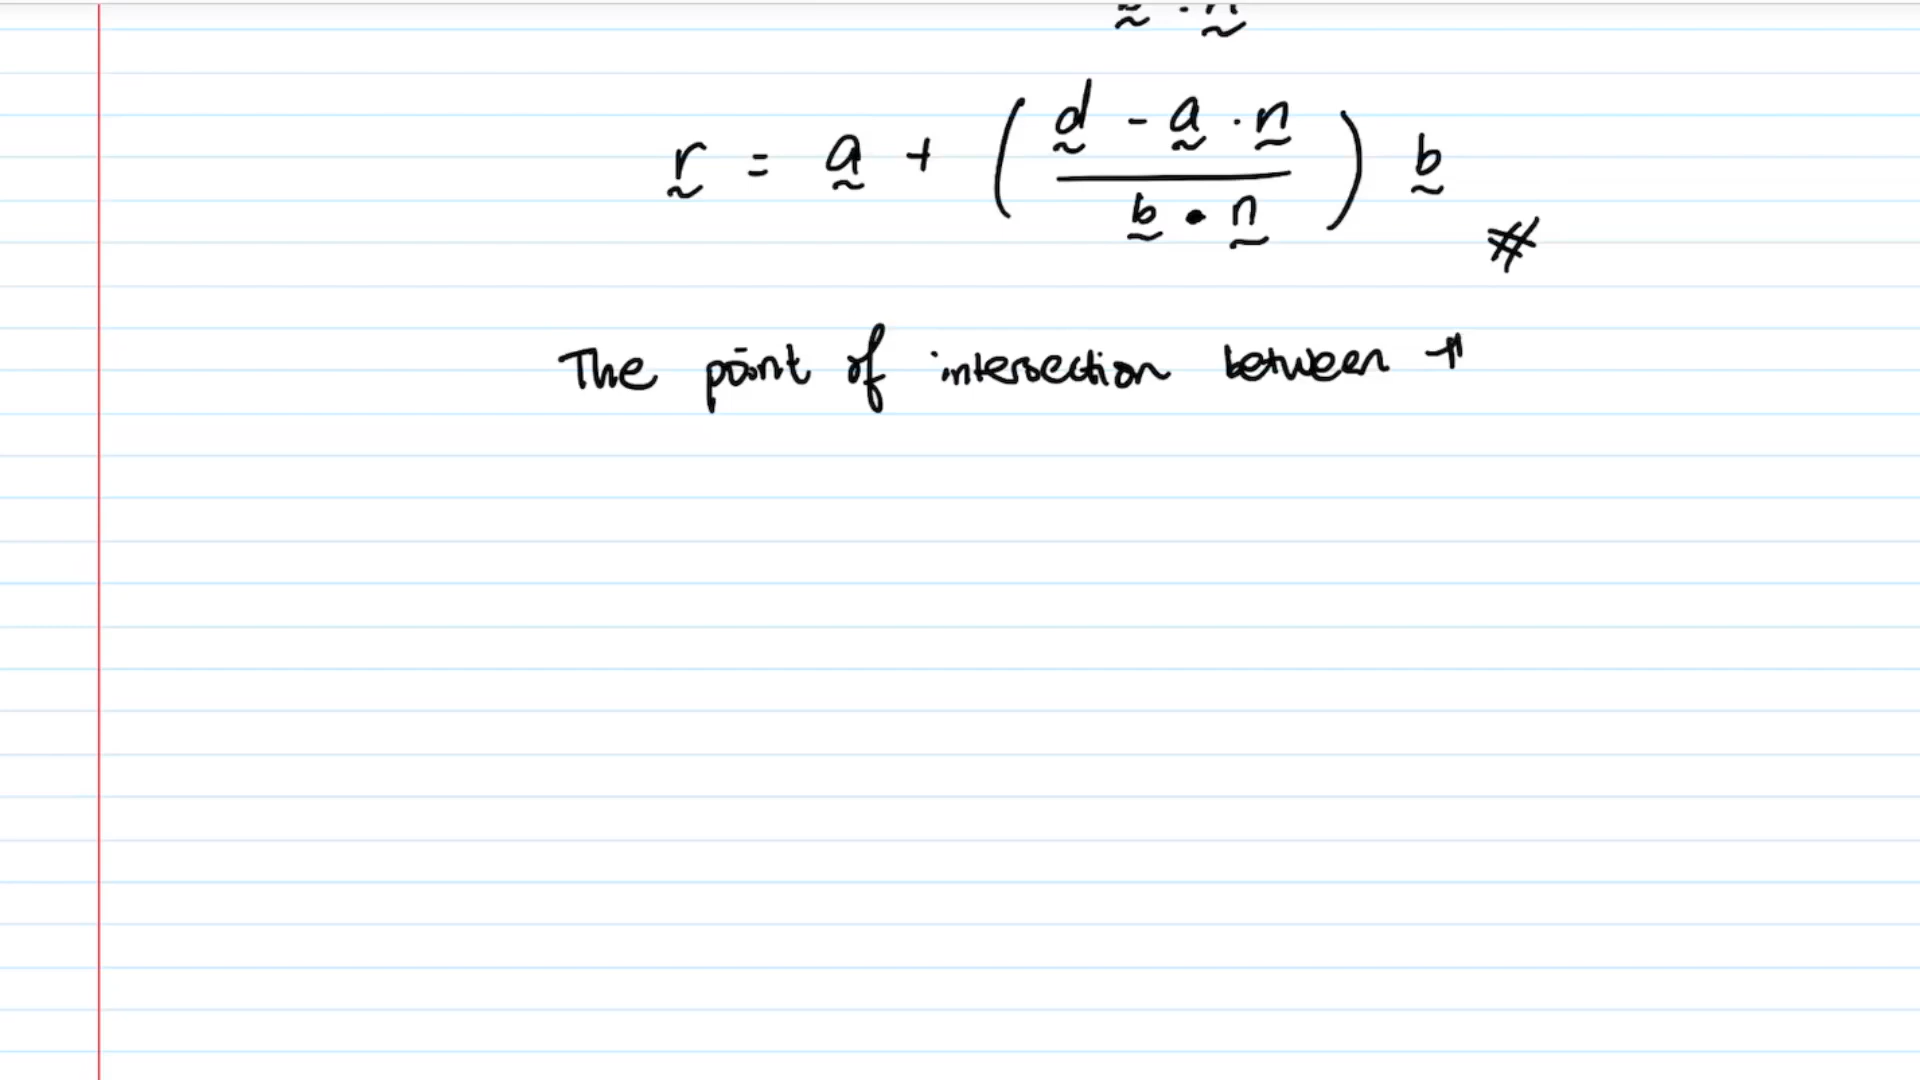 b · n
r = a + ( d - a · n / b · n ) b #
The point of intersection between